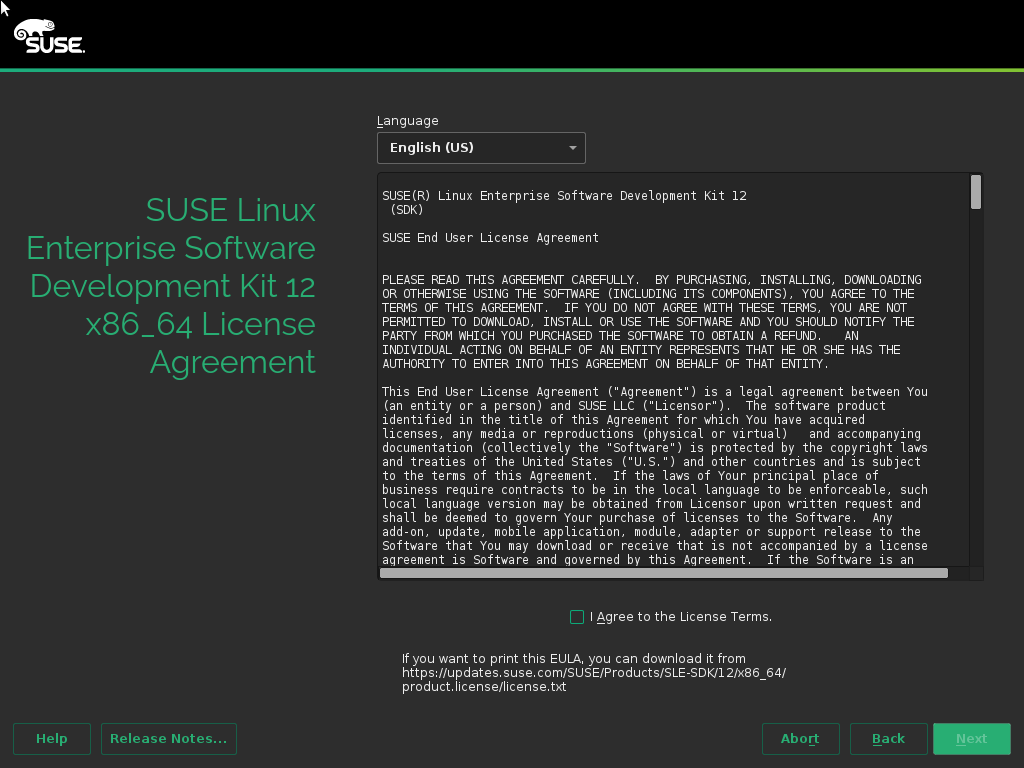 SUSE.
Language
English (US)
SUSE Linux
Enterprise Software
Development Kit 12
x86_64 License
Agreement
SUSE(R) Linux Enterprise Software Development Kit 12
(SDK)
SUSE End User License Agreement
PLEASE READ THIS AGREEMENT CAREFULLY.  BY PURCHASING, INSTALLING, DOWNLOADING
OR OTHERWISE USING THE SOFTWARE (INCLUDING ITS COMPONENTS), YOU AGREE TO THE
TERMS OF THIS AGREEMENT.  IF YOU DO NOT AGREE WITH THESE TERMS, YOU ARE NOT
PERMITTED TO DOWNLOAD, INSTALL OR USE THE SOFTWARE AND YOU SHOULD NOTIFY THE
PARTY FROM WHICH YOU PURCHASED THE SOFTWARE TO OBTAIN A REFUND.   AN
INDIVIDUAL ACTING ON BEHALF OF AN ENTITY REPRESENTS THAT HE OR SHE HAS THE
AUTHORITY TO ENTER INTO THIS AGREEMENT ON BEHALF OF THAT ENTITY.
This End User License Agreement ("Agreement") is a legal agreement between You
(an entity or a person) and SUSE LLC ("Licensor").  The software product
identified in the title of this Agreement for which You have acquired
licenses, any media or reproductions (physical or virtual)   and accompanying
documentation (collectively the "Software") is protected by the copyright laws
and treaties of the United States ("U.S.") and other countries and is subject
to the terms of this Agreement.  If the laws of Your principal place of
business require contracts to be in the local language to be enforceable, such
local language version may be obtained from Licensor upon written request and
shall be deemed to govern Your purchase of licenses to the Software.  Any
add-on, update, mobile application, module, adapter or support release to the
Software that You may download or receive that is not accompanied by a license
agreement is Software and governed by this Agreement.  If the Software is an
I Agree to the License Terms.
If you want to print this EULA, you can download it from
https://updates.suse.com/SUSE/Products/SLE-SDK/12/x86_64/
product.license/license.txt
Help
Release Notes...
Abort
Back
Next